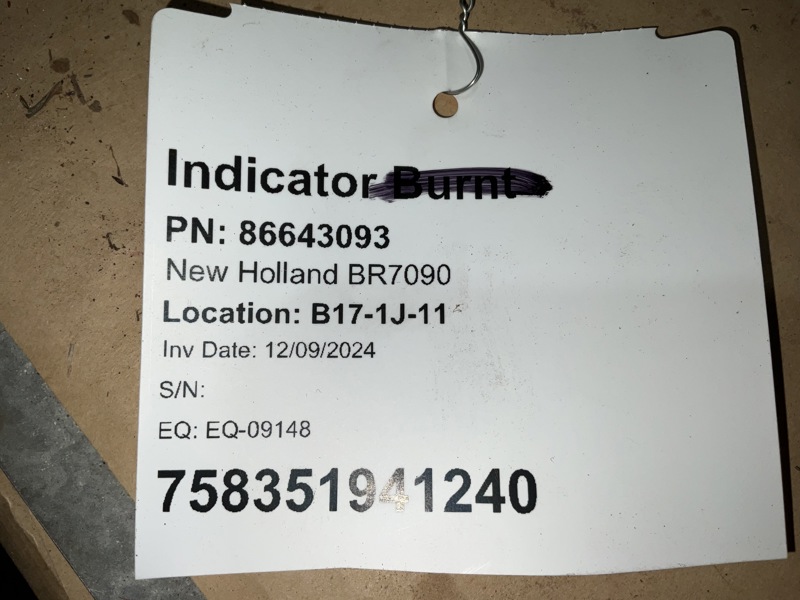 Indicator Burnt
PN: 86643093
New Holland BR7090
Location: B17-1J-11
Inv Date: 12/09/2024
S/N:
EQ: EQ-09148
758351941240